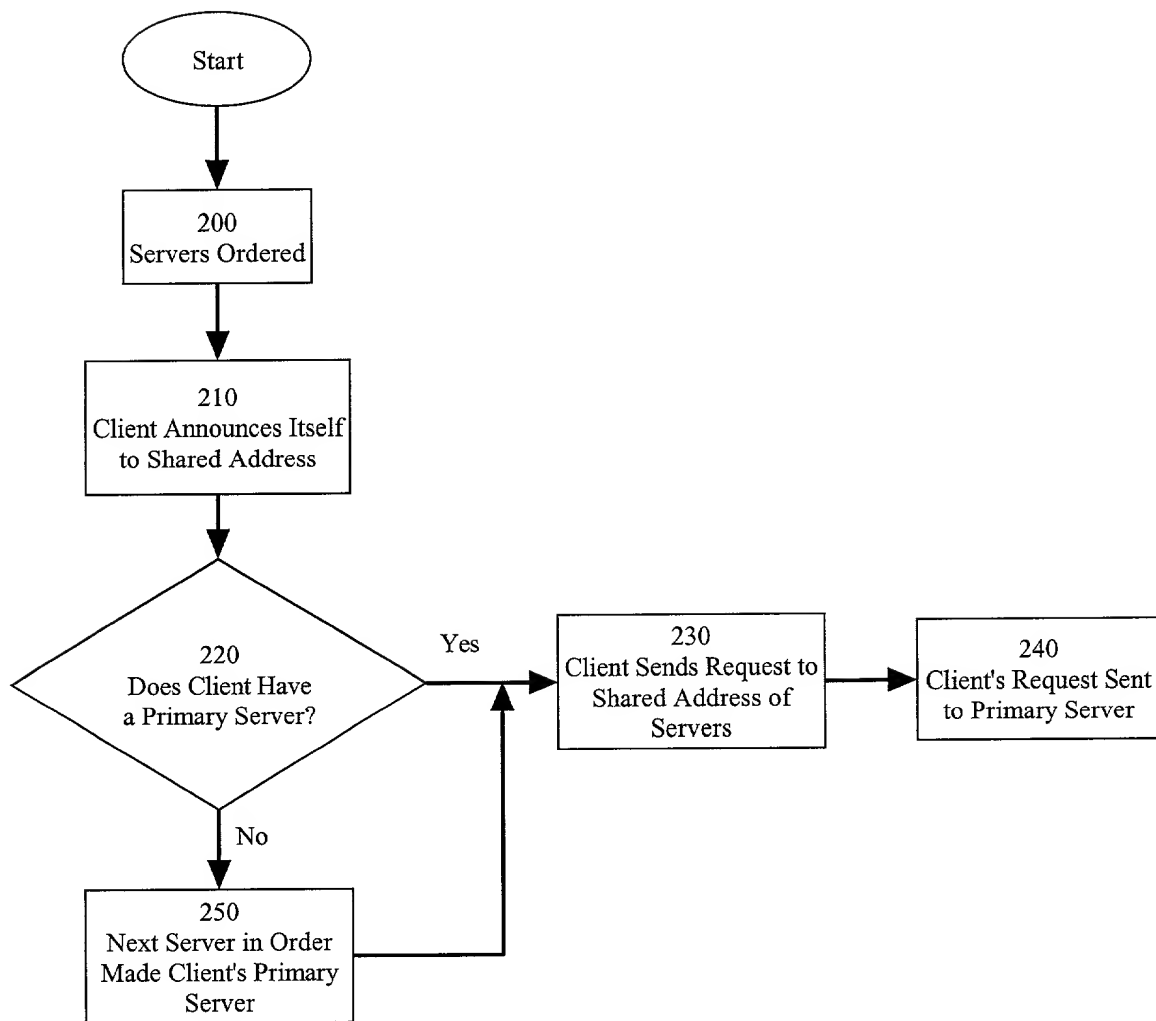 Start
200
Servers Ordered
210
Client Announces Itself
to Shared Address
220
Does Client Have
a Primary Server?
Yes
230
Client Sends Request to
Shared Address of
Servers
240
Client's Request Sent
to Primary Server
No
250
Next Server in Order
Made Client's Primary
Server